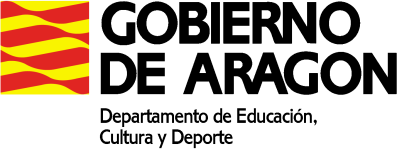 GOBIERNO
DE ARAGON
Departamento de Educación,
Cultura y Deporte